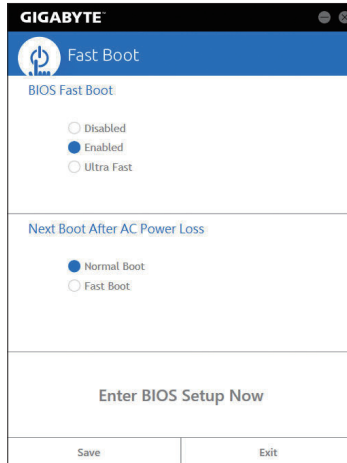 GIGABYTE™
Fast Boot
BIOS Fast Boot
Disabled
Enabled
Ultra Fast
Next Boot After AC Power Loss
Normal Boot
Fast Boot
Enter BIOS Setup Now
Save Exit